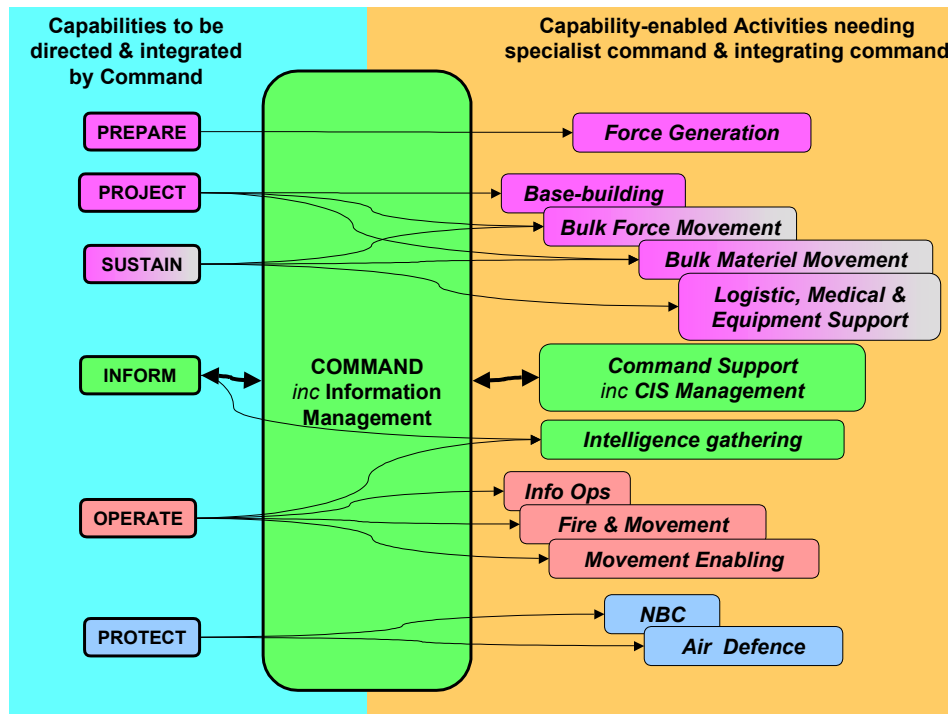 Capabilities to be
directed & integrated
by Command
Capability-enabled Activities needing
specialist command & integrating command
PREPARE
Force Generation
PROJECT
Base-building
Bulk Force Movement
SUSTAIN
Bulk Materiel Movement
Logistic, Medical &
Equipment Support
INFORM
COMMAND
inc Information
Management
Command Support
inc CIS Management
Intelligence gathering
OPERATE
Info Ops
Fire & Movement
Movement Enabling
PROTECT
NBC
Air Defence